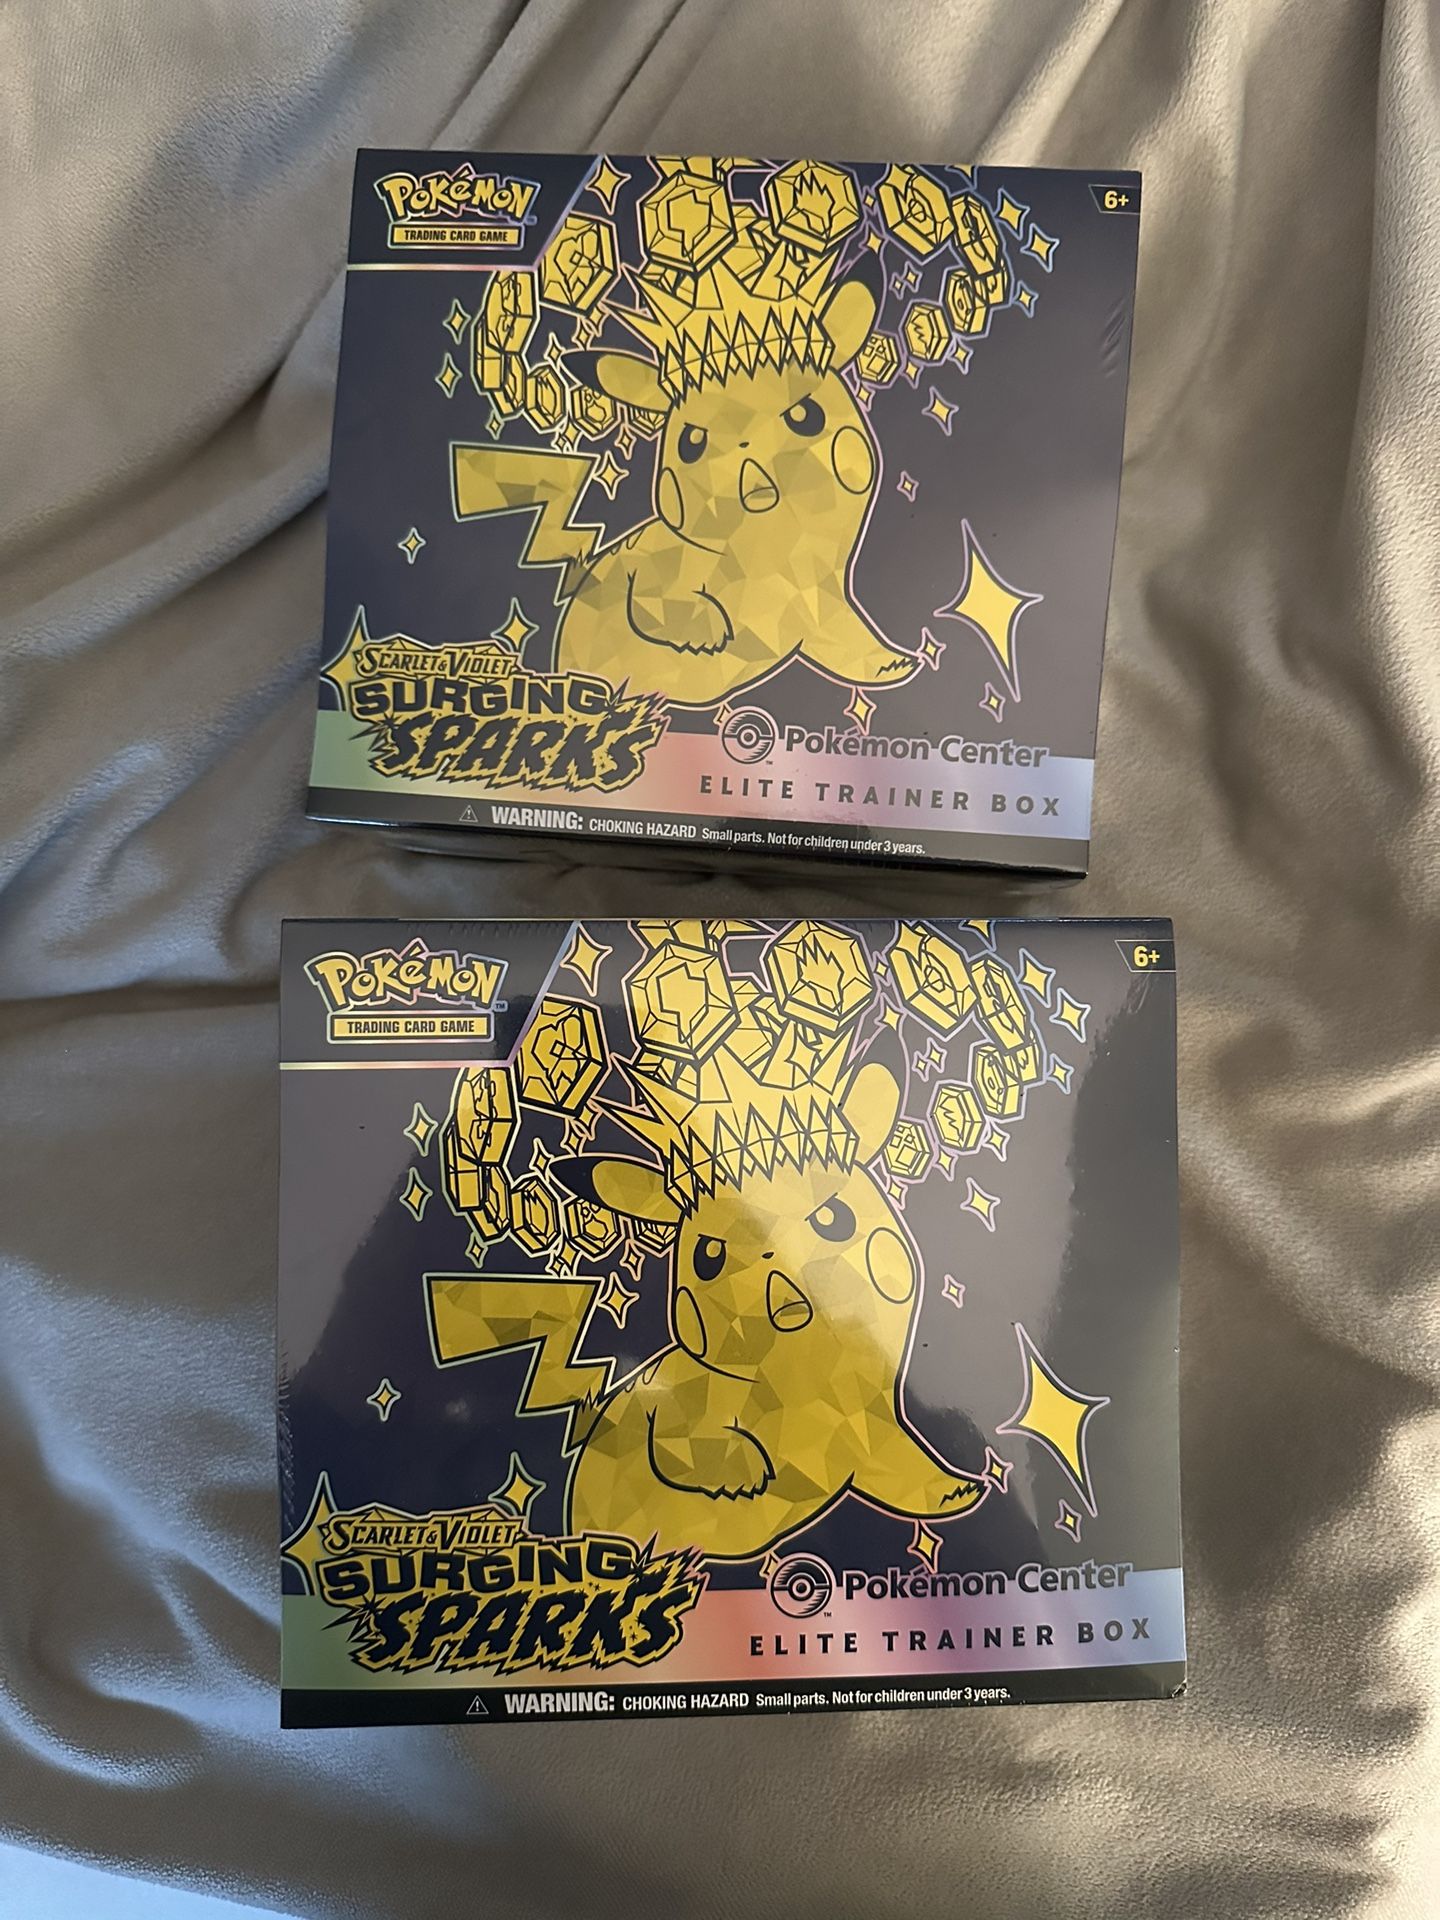 Pokémon
TRADING CARD GAME
6+
SCARLET & VIOLET
SURGING
SPARKS
Pokémon Center
ELITE TRAINER BOX
WARNING: CHOKING HAZARD Small parts. Not for children under 3 years.
Pokémon
TRADING CARD GAME
6+
SCARLET & VIOLET
SURGING
SPARKS
Pokémon Center
ELITE TRAINER BOX
WARNING: CHOKING HAZARD Small parts. Not for children under 3 years.